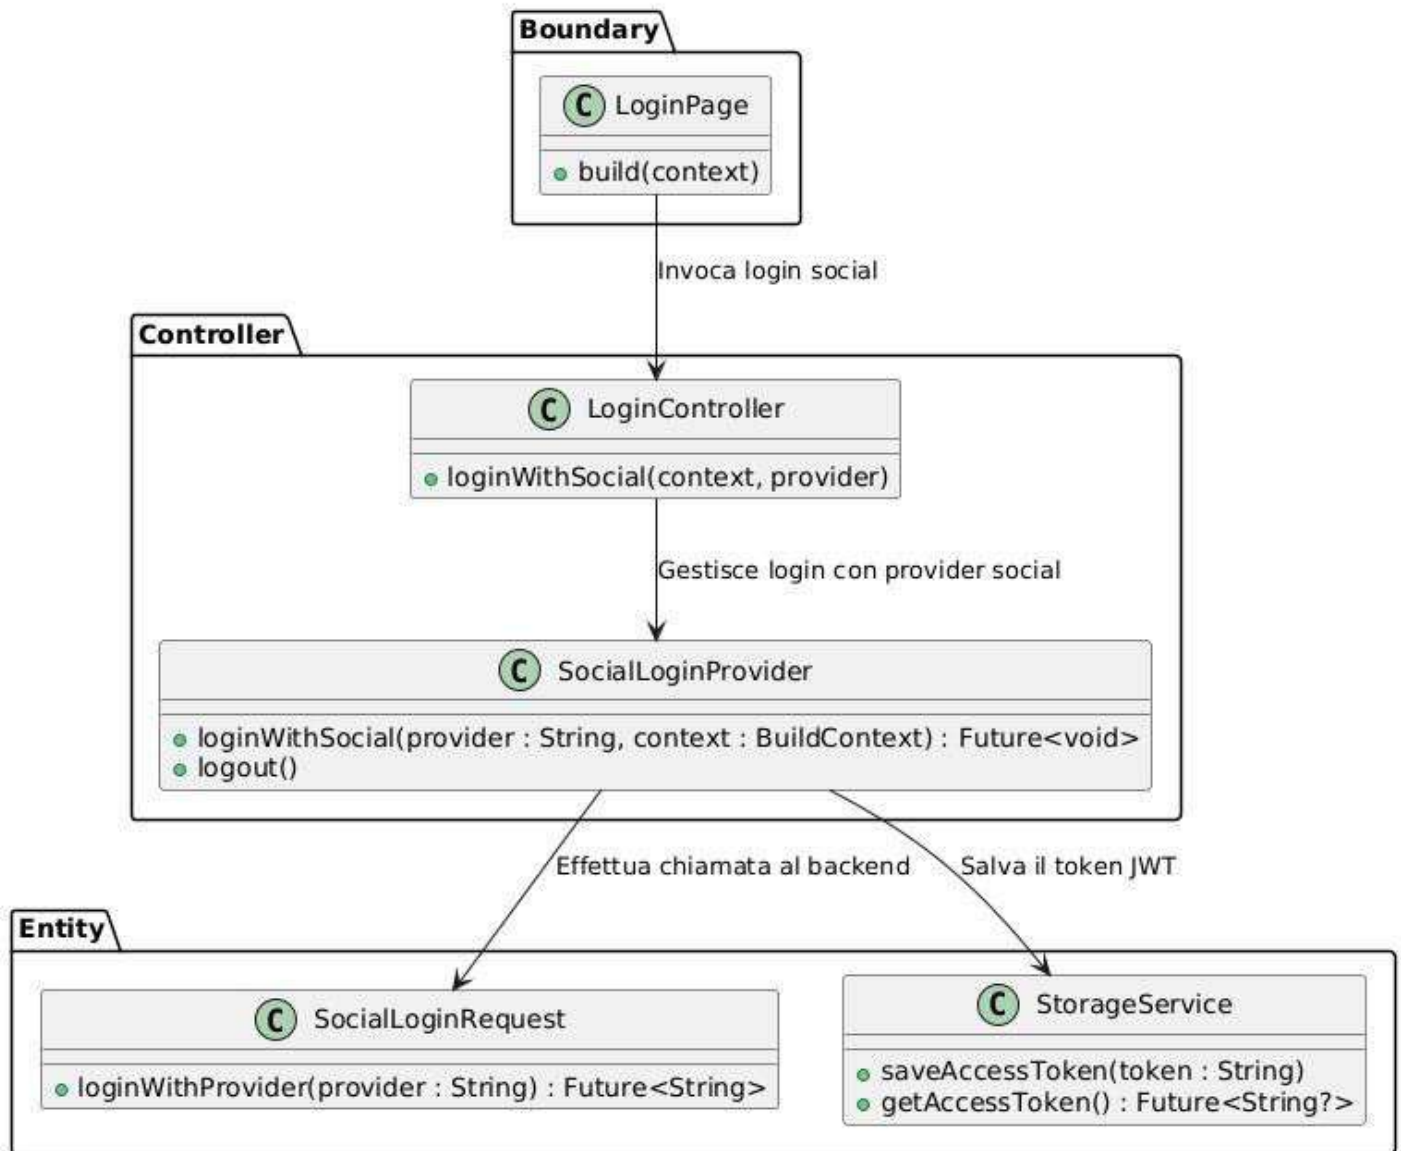 Boundary
C LoginPage
build(context)
Invoca login social
Controller
C LoginController
loginWithSocial(context, provider)
Gestisce login con provider social
C SocialLoginProvider
loginWithSocial(provider : String, context : BuildContext) : Future<void>
logout()
Effettua chiamata al backend
Salva il token JWT
Entity
C SocialLoginRequest
loginWithProvider(provider : String) : Future<String>
C StorageService
saveAccessToken(token : String)
getAccessToken() : Future<String?>